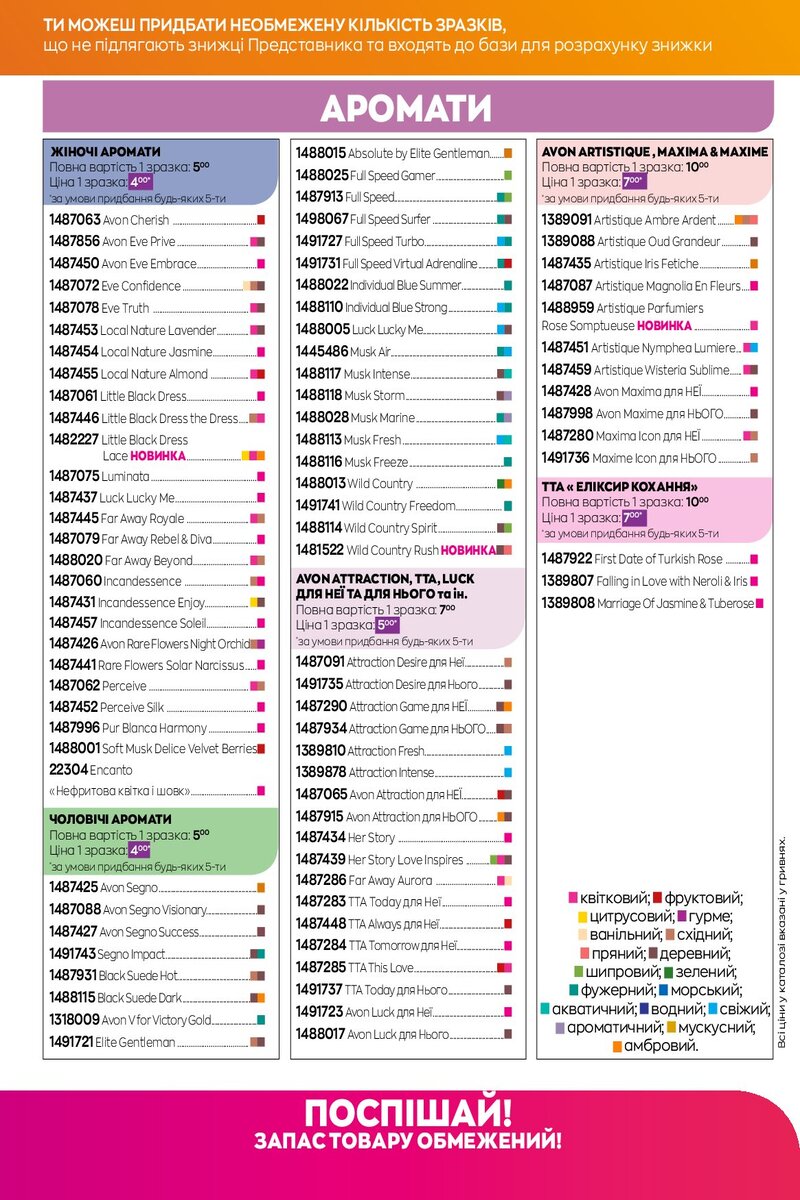 ТИ МОЖЕШ ПРИДБАТИ НЕОБМЕЖЕНУ КІЛЬКІСТЬ ЗРАЗКІВ,
що не підлягають знижці Представника та входять до бази для розрахунку знижки
АРОМАТИ
ЖІНОЧІ АРОМАТИ
Повна вартість 1 зразка: 5⁰⁰
Ціна 1 зразка: 4⁰⁰*
*за умови придбання будь-яких 5-ти
1487063 Avon Cherish
1487856 Avon Eve Prive
1487450 Avon Eve Embrace
1487072 Eve Confidence
1487078 Eve Truth
1487453 Local Nature Lavender
1487454 Local Nature Jasmine
1487455 Local Nature Almond
1487061 Little Black Dress
1487446 Little Black Dress the Dress
1482227 Little Black Dress
Lace НОВИНКА
1487075 Luminata
1487437 Luck Lucky Me
1487445 Far Away Royale
1487079 Far Away Rebel & Diva
1488020 Far Away Beyond
1487060 Incandessence
1487431 Incandessence Enjoy
1487457 Incandessence Soleil
1487426 Avon Rare Flowers Night Orchid
1487441 Rare Flowers Solar Narcissus
1487062 Perceive
1487452 Perceive Silk
1487996 Pur Blanca Harmony
1488001 Soft Musk Delice Velvet Berries
22304 Encanto
«Нефритова квітка і шовк»
ЧОЛОВІЧІ АРОМАТИ
Повна вартість 1 зразка: 5⁰⁰
Ціна 1 зразка: 4⁰⁰*
*за умови придбання будь-яких 5-ти
1487425 Avon Segno
1487088 Avon Segno Visionary
1487427 Avon Segno Success
1491743 Segno Impact
1487931 Black Suede Hot
1488115 Black Suede Dark
1318009 Avon V for Victory Gold
1491721 Elite Gentleman
1488015 Absolute by Elite Gentleman
1488025 Full Speed Gamer
1487913 Full Speed
1498067 Full Speed Surfer
1491727 Full Speed Turbo
1491731 Full Speed Virtual Adrenaline
1488022 Individual Blue Summer
1488110 Individual Blue Strong
1488005 Luck Lucky Me
1445486 Musk Air
1488117 Musk Intense
1488118 Musk Storm
1488028 Musk Marine
1488113 Musk Fresh
1488116 Musk Freeze
1488013 Wild Country
1491741 Wild Country Freedom
1488114 Wild Country Spirit
1481522 Wild Country Rush НОВИНКА
AVON ATTRACTION, TTA, LUCK
ДЛЯ НЕЇ ТА ДЛЯ НЬОГО та ін.
Повна вартість 1 зразка: 7⁰⁰
Ціна 1 зразка: 5⁰⁰*
*за умови придбання будь-яких 5-ти
1487091 Attraction Desire для Неї
1491735 Attraction Desire для Нього
1487290 Attraction Game для НЕЇ
1487934 Attraction Game для НЬОГО
1389810 Attraction Fresh
1389878 Attraction Intense
1487065 Avon Attraction для НЕЇ
1487915 Avon Attraction для НЬОГО
1487434 Her Story
1487439 Her Story Love Inspires
1487286 Far Away Aurora
1487283 TTA Today для Неї
1487448 TTA Always для Неї
1487284 TTA Tomorrow для Неї
1487285 TTA This Love
1491737 TTA Today для Нього
1491723 Avon Luck для Неї
1488017 Avon Luck для Нього
AVON ARTISTIQUE, MAXIMA & MAXIME
Повна вартість 1 зразка: 10⁰⁰
Ціна 1 зразка: 7⁰⁰*
*за умови придбання будь-яких 5-ти
1389091 Artistique Ambre Ardent
1389088 Artistique Oud Grandeur
1487435 Artistique Iris Fetiche
1487087 Artistique Magnolia En Fleurs
1488959 Artistique Parfumiers
Rose Somptueuse НОВИНКА
1487451 Artistique Nymphea Lumiere
1487459 Artistique Wisteria Sublime
1487428 Avon Maxima для НЕЇ
1487998 Avon Maxime для НЬОГО
1487280 Maxima Icon для НЕЇ
1491736 Maxime Icon для НЬОГО
ТТА « ЕЛІКСИР КОХАННЯ»
Повна вартість 1 зразка: 10⁰⁰
Ціна 1 зразка: 7⁰⁰*
*за умови придбання будь-яких 5-ти
1487922 First Date of Turkish Rose
1389807 Falling in Love with Neroli & Iris
1389808 Marriage Of Jasmine & Tuberose
квітковий; фруктовий;
цитрусовий; гурме;
ванільний; східний;
пряний; деревний;
шипровий; зелений;
фужерний; морський;
акватичний; водний; свіжий;
ароматичний; мускусний;
амбровий.
Всі ціни у каталозі вказані у гривнях.
ПОСПІШАЙ!
ЗАПАС ТОВАРУ ОБМЕЖЕНИЙ!